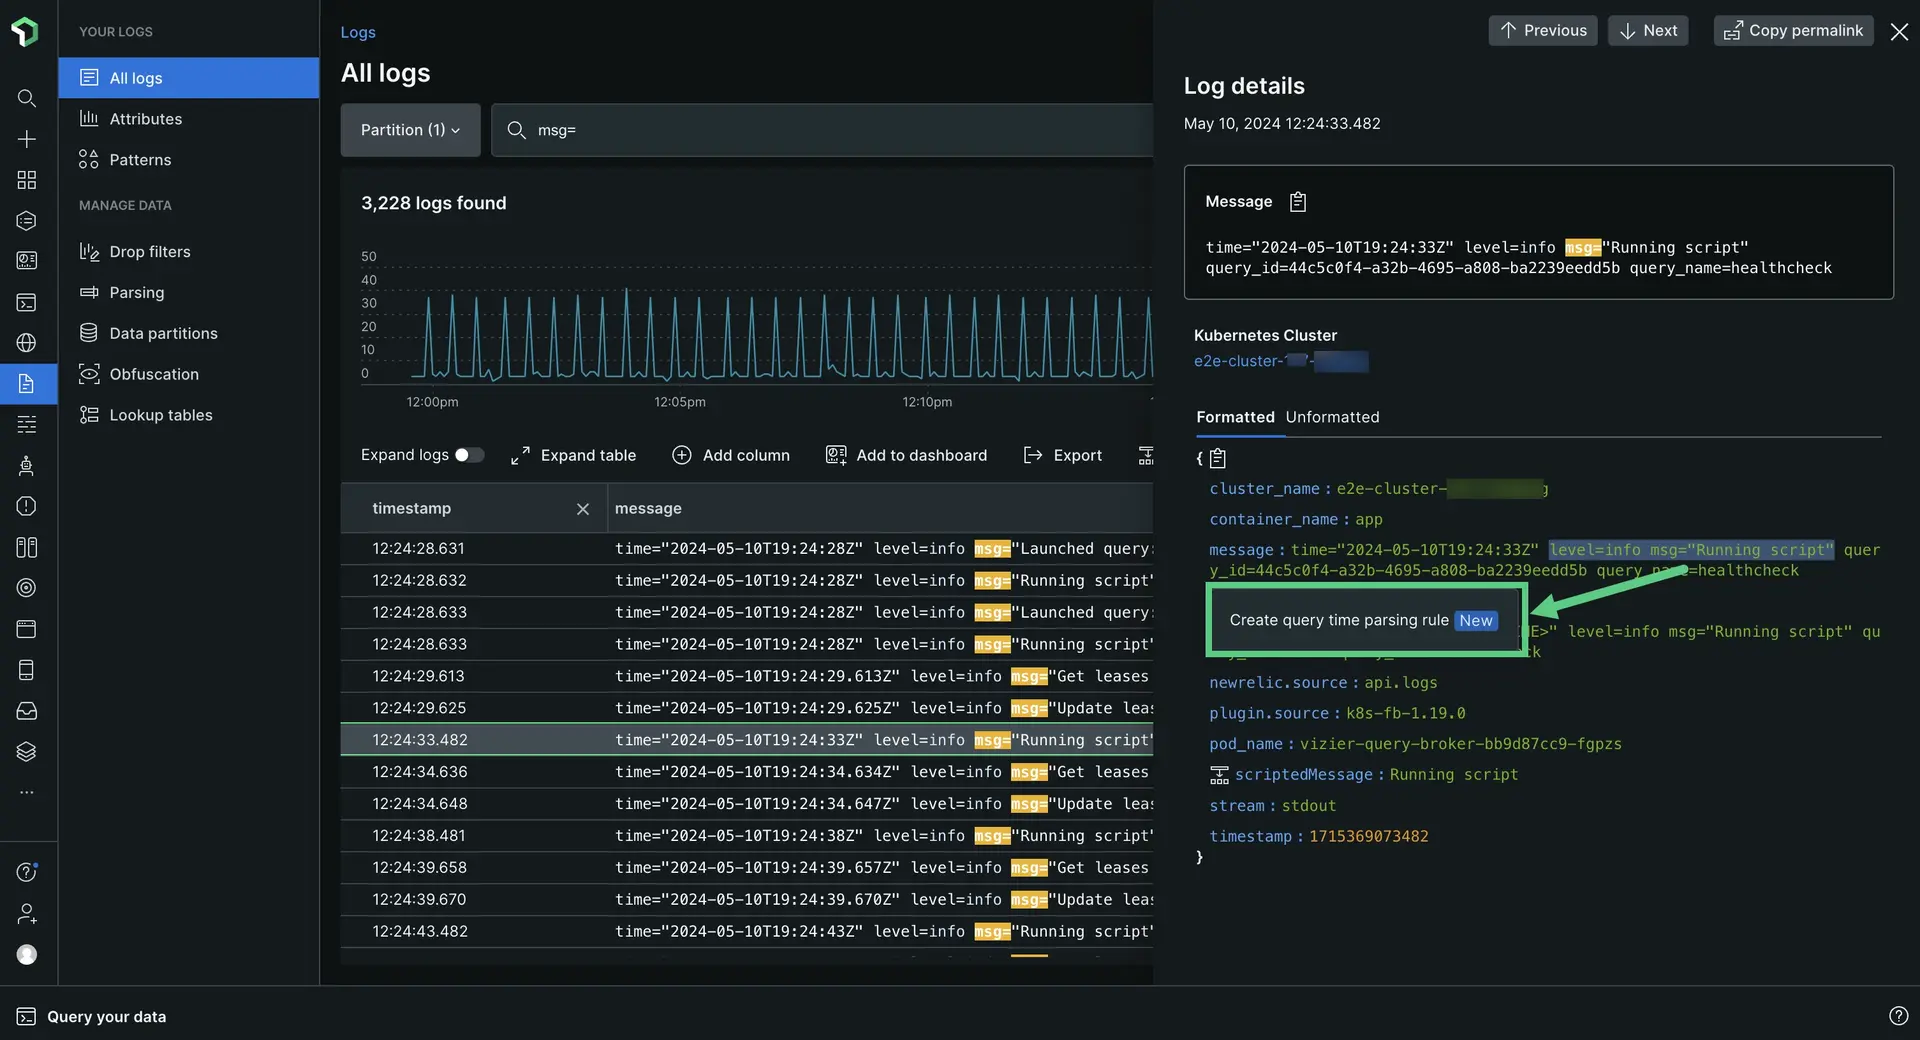 YOUR LOGS
All logs
Attributes
Patterns
MANAGE DATA
Drop filters
Parsing
Data partitions
Obfuscation
Lookup tables
Logs
All logs
Partition (1)
msg=
3,228 logs found
50
40
30
20
10
0
12:00pm 12:05pm 12:10pm
Expand logs Expand table Add column Add to dashboard Export
timestamp message
12:24:28.631 time="2024-05-10T19:24:28Z" level=info msg="Launched query:
12:24:28.632 time="2024-05-10T19:24:28Z" level=info msg="Running script"
12:24:28.633 time="2024-05-10T19:24:28Z" level=info msg="Launched query:
12:24:28.633 time="2024-05-10T19:24:28Z" level=info msg="Running script"
12:24:29.613 time="2024-05-10T19:24:29.613Z" level=info msg="Get leases
12:24:29.625 time="2024-05-10T19:24:29.625Z" level=info msg="Update leas
12:24:33.482 time="2024-05-10T19:24:33Z" level=info msg="Running script"
12:24:34.636 time="2024-05-10T19:24:34.634Z" level=info msg="Get leases
12:24:34.648 time="2024-05-10T19:24:34.647Z" level=info msg="Update leas
12:24:38.481 time="2024-05-10T19:24:38Z" level=info msg="Running script"
12:24:39.658 time="2024-05-10T19:24:39.657Z" level=info msg="Get leases
12:24:39.670 time="2024-05-10T19:24:39.670Z" level=info msg="Update leas
12:24:43.482 time="2024-05-10T19:24:43Z" level=info msg="Running script"
Previous Next Copy permalink
Log details
May 10, 2024 12:24:33.482
Message
time="2024-05-10T19:24:33Z" level=info msg="Running script"
query_id=44c5c0f4-a32b-4695-a808-ba2239eedd5b query_name=healthcheck
Kubernetes Cluster
e2e-cluster-
Formatted Unformatted
{
cluster_name : e2e-cluster- g
container_name : app
message : time="2024-05-10T19:24:33Z" level=info msg="Running script" quer
y_id=44c5c0f4-a32b-4695-a808-ba2239eedd5b query_name=healthcheck
Create query time parsing rule New
NE>" level=info msg="Running script" qu
ck
newrelic.source : api.logs
plugin.source : k8s-fb-1.19.0
pod_name : vizier-query-broker-bb9d87cc9-fgpzs
scriptedMessage : Running script
stream : stdout
timestamp : 1715369073482
}
Query your data